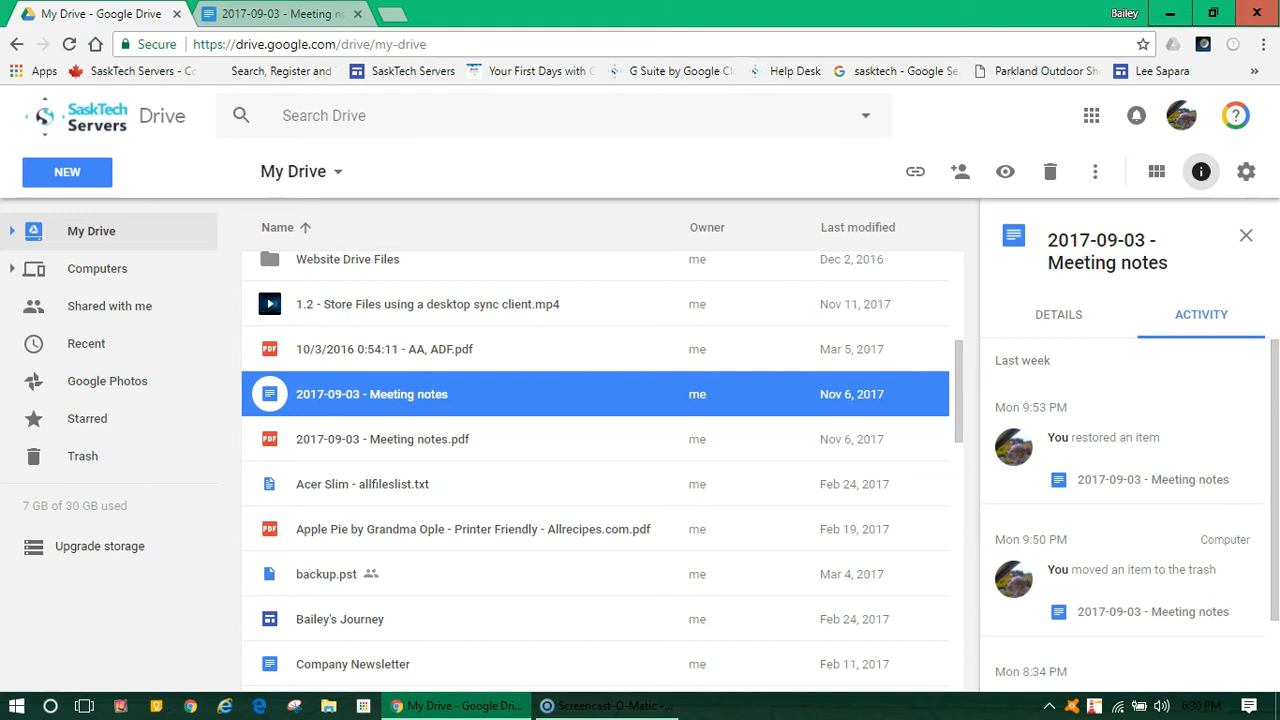 My Drive - Google Drive
2017-09-03 - Meeting no
Bailey
Secure
https://drive.google.com/drive/my-drive
Apps
SaskTech Servers - Co
Search, Register and
SaskTech Servers
Your First Days with G
G Suite by Google Cl
Help Desk
sasktech - Google Se
Parkland Outdoor Sh
Lee Sapara
»
SaskTech
Servers
Drive
Search Drive
?
NEW
My Drive
My Drive
Computers
Shared with me
Recent
Google Photos
Starred
Trash
7 GB of 30 GB used
Upgrade storage
Name
Owner
Last modified
Website Drive Files
me
Dec 2, 2016
1.2 - Store Files using a desktop sync client.mp4
me
Nov 11, 2017
PDF
10/3/2016 0:54:11 - AA, ADF.pdf
me
Mar 5, 2017
2017-09-03 - Meeting notes
me
Nov 6, 2017
PDF
2017-09-03 - Meeting notes.pdf
me
Nov 6, 2017
Acer Slim - allfileslist.txt
me
Feb 24, 2017
PDF
Apple Pie by Grandma Ople - Printer Friendly - Allrecipes.com.pdf
me
Feb 19, 2017
backup.pst
me
Mar 4, 2017
Bailey's Journey
me
Feb 24, 2017
Company Newsletter
me
Feb 11, 2017
2017-09-03 -
Meeting notes
DETAILS
ACTIVITY
Last week
Mon 9:53 PM
You restored an item
2017-09-03 - Meeting notes
Mon 9:50 PM
Computer
You moved an item to the trash
2017-09-03 - Meeting notes
Mon 8:34 PM
My Drive - Google Dri...
Screencast-O-Matic -...
6:30 PM